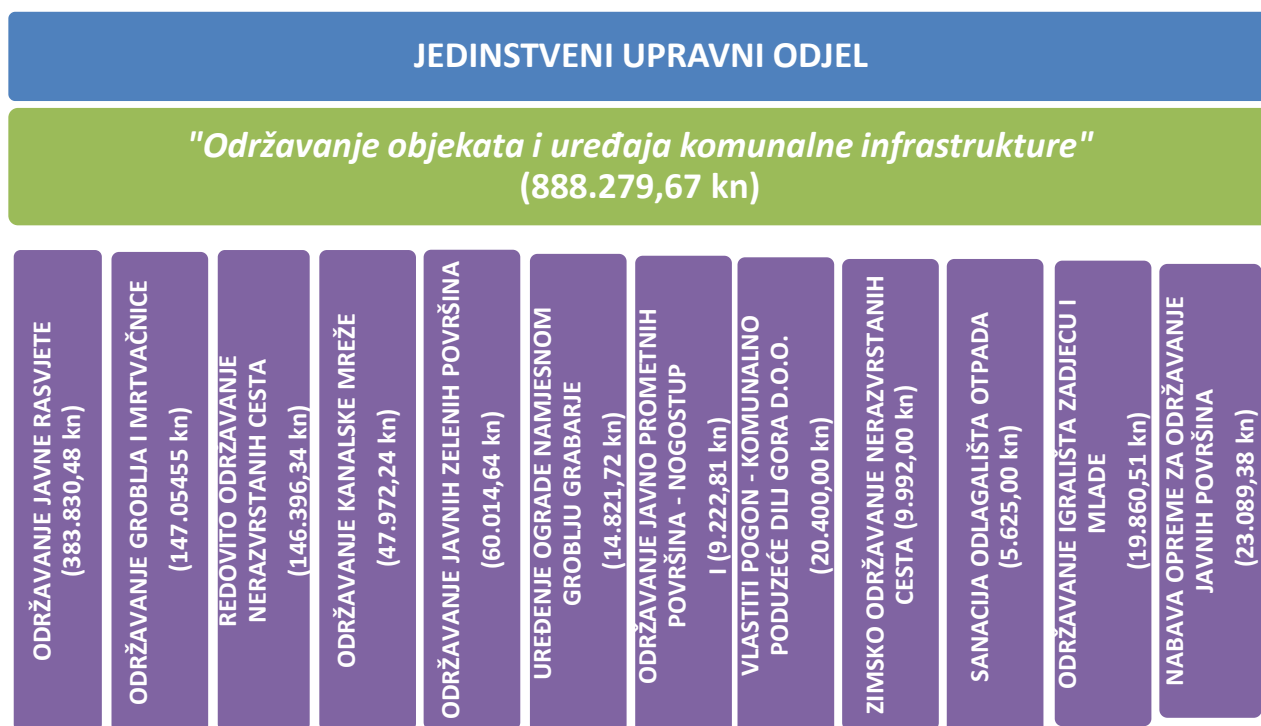 JEDINSTVENI UPRAVNI ODJEL
"Održavanje objekata i uređaja komunalne infrastrukture"
(888.279,67 kn)
ODRŽAVANJE JAVNE RASVJETE
(383.830,48 kn)
ODRŽAVANJE GROBLJA I MRTVAČNICE
(147.05455 kn)
REDOVITO ODRŽAVANJE
NERAZVRSTANIH CESTA
(146.396,34 kn)
ODRŽAVANJE KANALSKE MREŽE
(47.972,24 kn)
ODRŽAVANJE JAVNIH ZELENIH POVRŠINA
(60.014,64 kn)
UREĐENJE OGRADE NAMJESNOM
GROBLJU GRABARJE
(14.821,72 kn)
ODRŽAVANJE JAVNO PROMETNIH
POVRŠINA - NOGOSTUP
I (9.222,81 kn)
VLASTITI POGON - KOMUNALNO
PODUZEĆE DILJ GORA D.O.O.
(20.400,00 kn)
ZIMSKO ODRŽAVANJE NERAZVRSTANIH
CESTA (9.992,00 kn)
SANACIJA ODLAGALIŠTA OTPADA
(5.625,00 kn)
ODRŽAVANJE IGRALIŠTA ZADJECU I
MLADE
(19.860,51 kn)
NABAVA OPREME ZA ODRŽAVANJE
JAVNIH POVRŠINA
(23.089,38 kn)